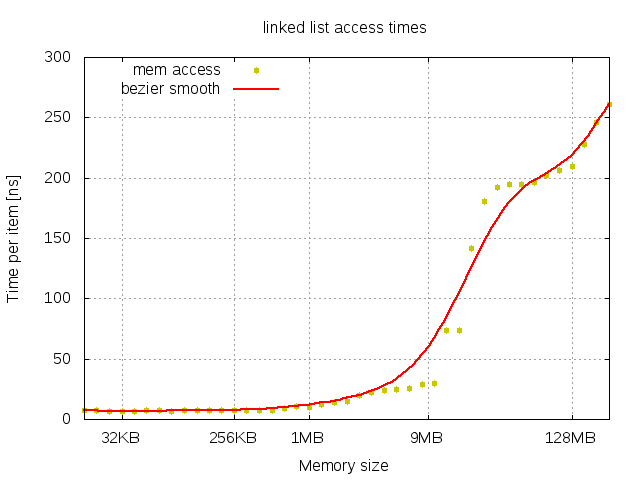 linked list access times
300
250
200
150
100
50
0
mem access
bezier smooth
Time per item [ns]
32KB 256KB 1MB 9MB 128MB
Memory size